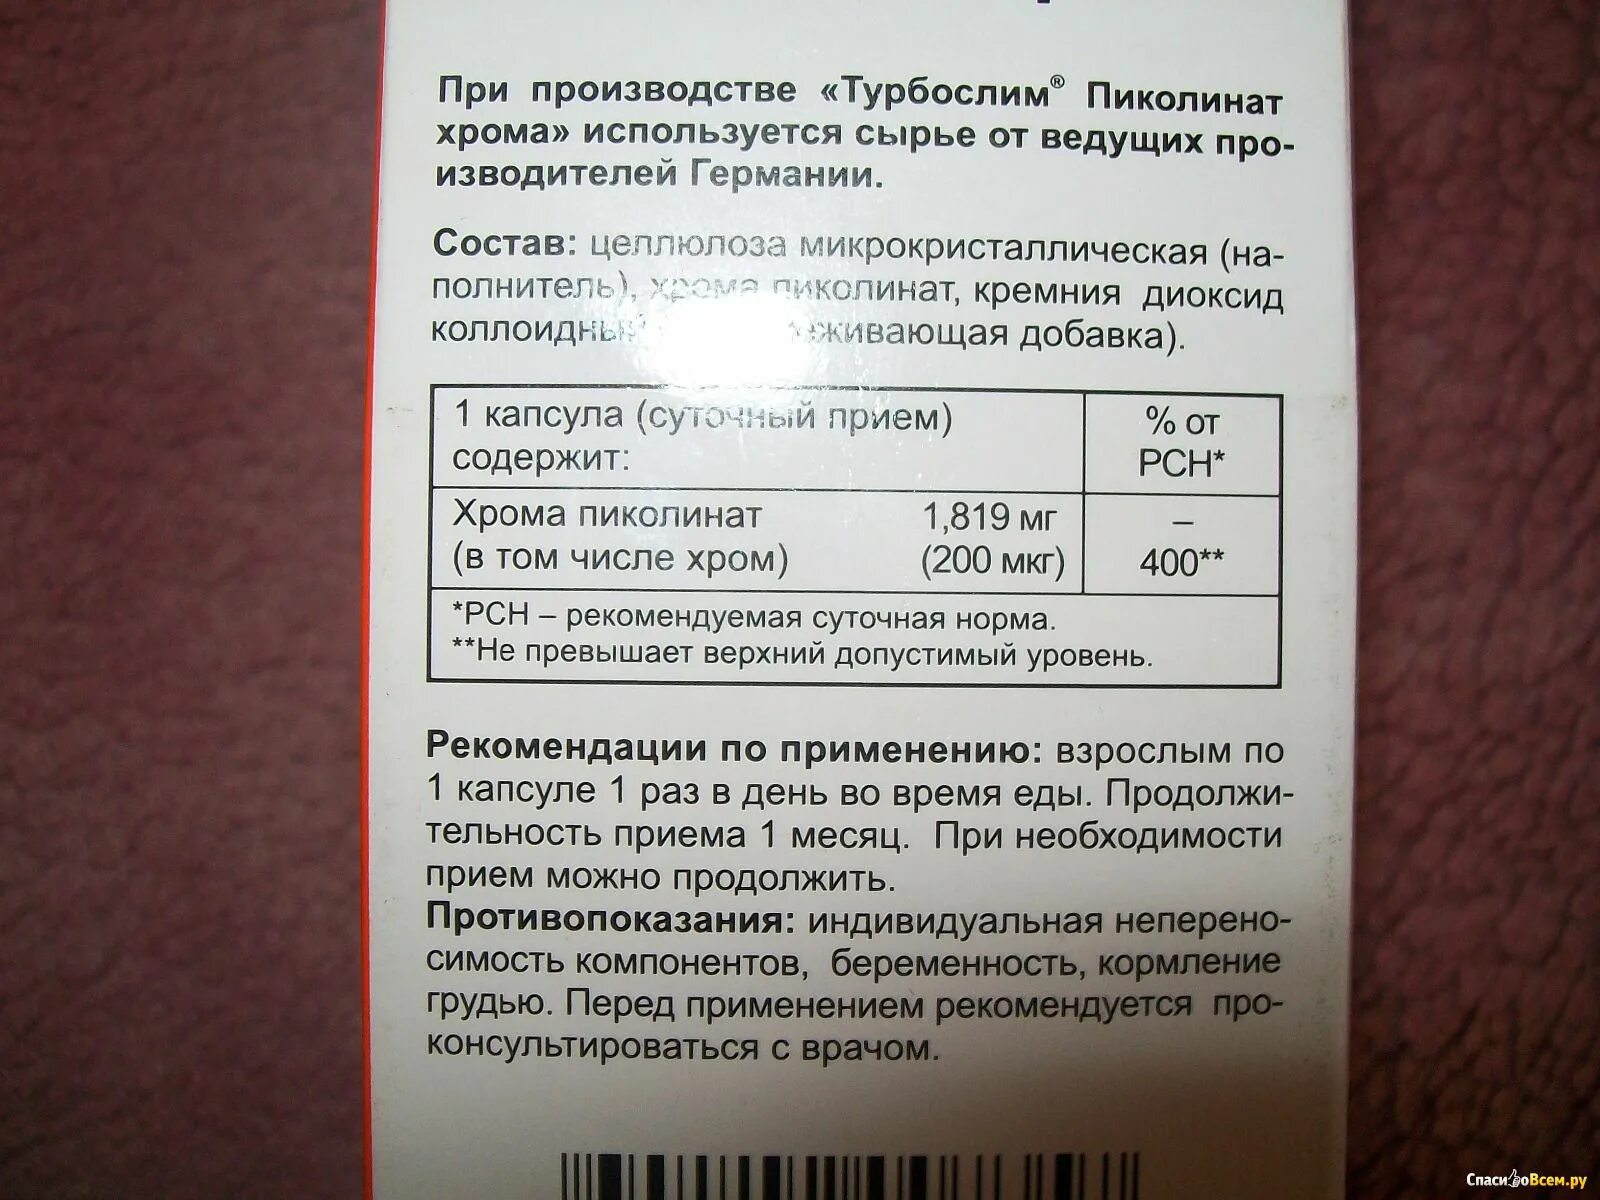 При производстве «Турбослим® Пиколинат
хрома» используется сырье от ведущих про-
изводителей Германии.
Состав: целлюлоза микрокристаллическая (на-
полнитель), хрома пиколинат, кремния диоксид
коллоидный добавка).
1 капсула (суточный прием)
содержит:
% от
РСН*
Хрома пиколинат 1,819 мг –
(в том числе хром) (200 мкг) 400**
*РСН – рекомендуемая суточная норма.
**Не превышает верхний допустимый уровень.
Рекомендации по применению: взрослым по
1 капсуле 1 раз в день во время еды. Продолжи-
тельность приема 1 месяц. При необходимости
прием можно продолжить.
Противопоказания: индивидуальная неперено-
симость компонентов, беременность, кормление
грудью. Перед применением рекомендуется про-
консультироваться с врачом.
СпасибоВсем.ру